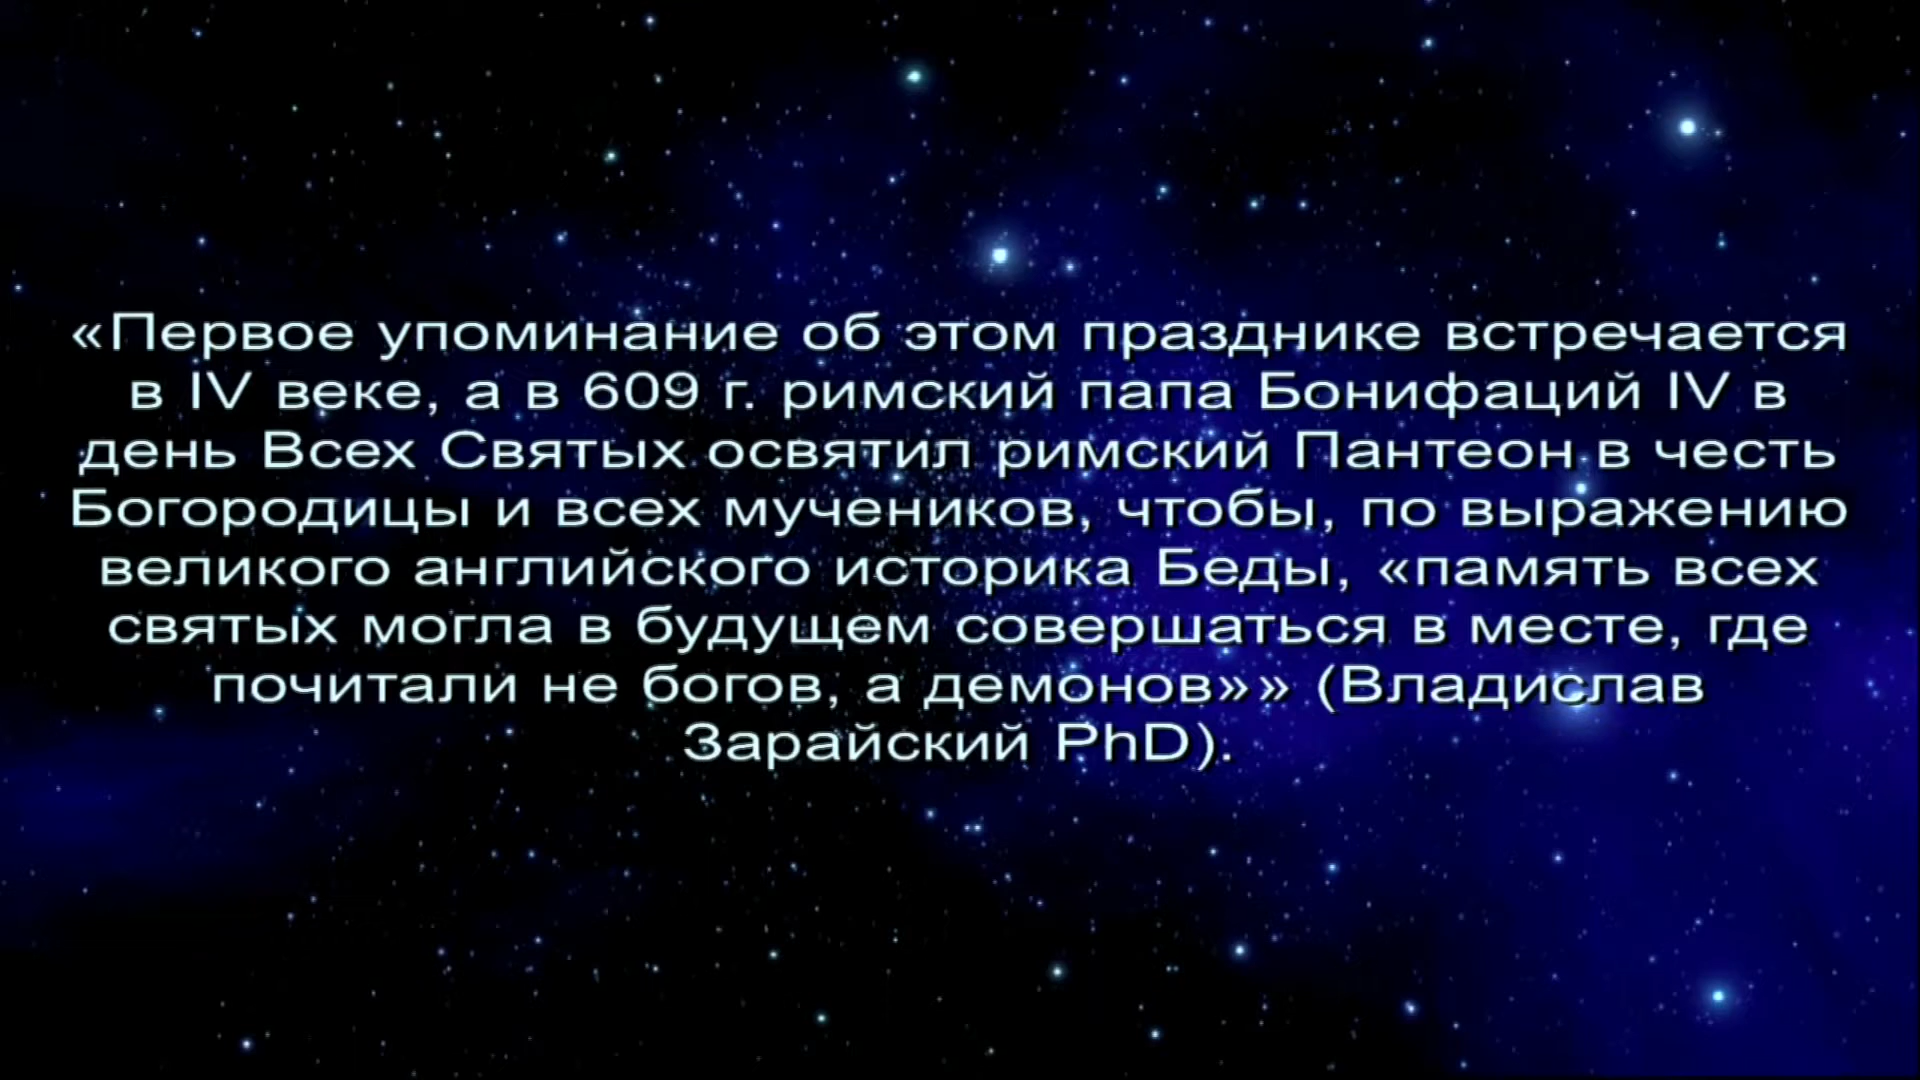 «Первое упоминание об этом празднике встречается
в IV веке, а в 609 г. римский папа Бонифаций IV в
день Всех Святых освятил римский Пантеон в честь
Богородицы и всех мучеников, чтобы, по выражению
великого английского историка Беды, «память всех
святых могла в будущем совершаться в месте, где
почитали не богов, а демонов»» (Владислав
Зарайский PhD).